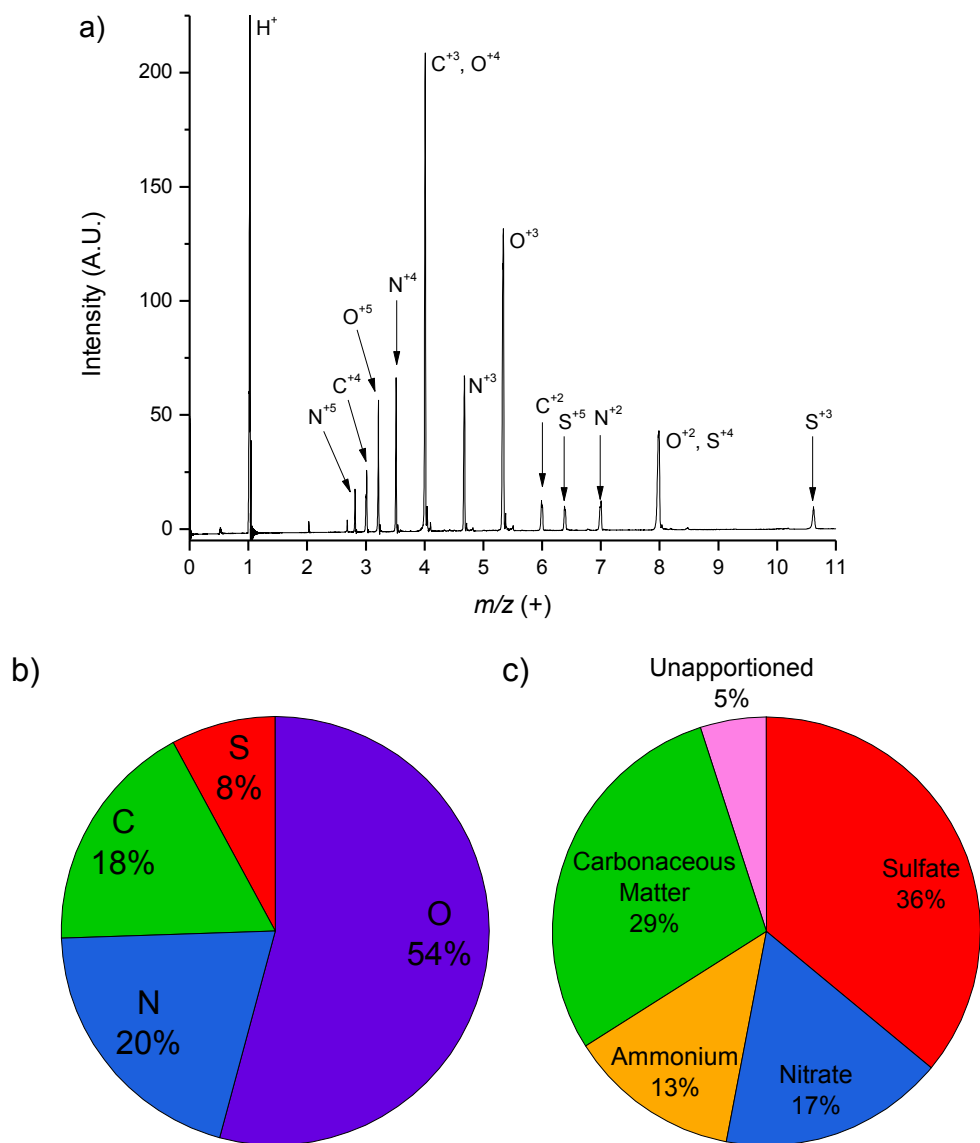 a)
H⁺
C⁺³, O⁺⁴
O⁺³
N⁺⁴
O⁺⁵
C⁺⁴
N⁺⁵
N⁺³
C⁺²
S⁺⁵
N⁺²
O⁺², S⁺⁴
S⁺³
200
150
100
50
0
Intensity (A.U.)
0 1 2 3 4 5 6 7 8 9 10 11
m/z (+)
b)
S
8%
C
18%
O
54%
N
20%
c)
Unapportioned
5%
Carbonaceous
Matter
29%
Sulfate
36%
Ammonium
13%
Nitrate
17%